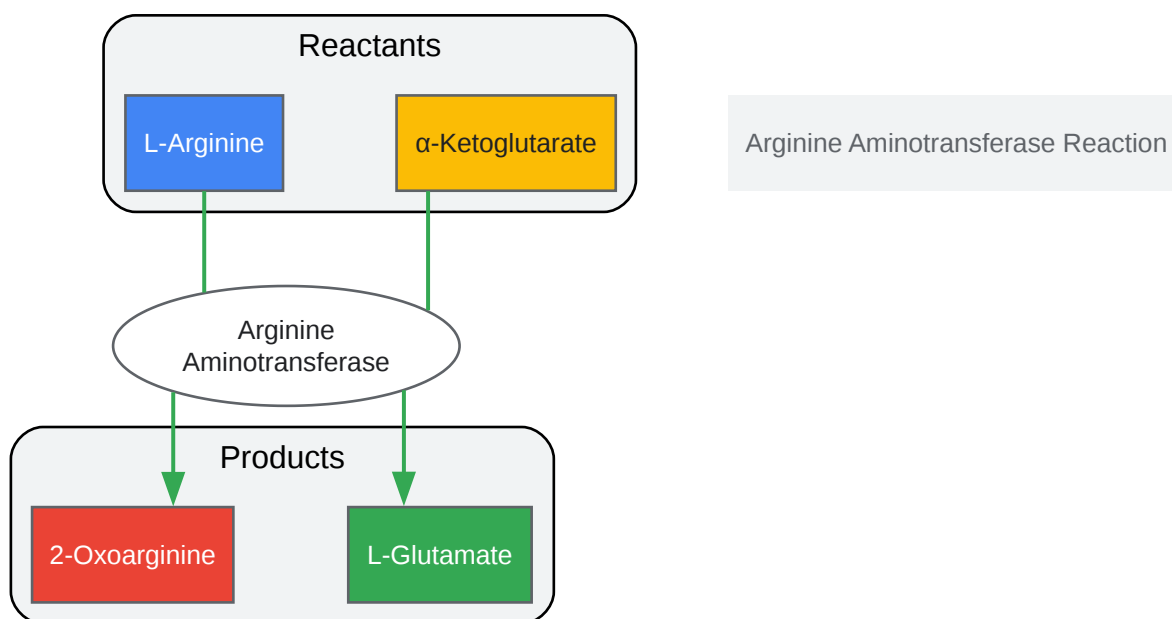 Reactants
L-Arginine
α-Ketoglutarate
Arginine Aminotransferase Reaction
Arginine
Aminotransferase
Products
2-Oxoarginine
L-Glutamate